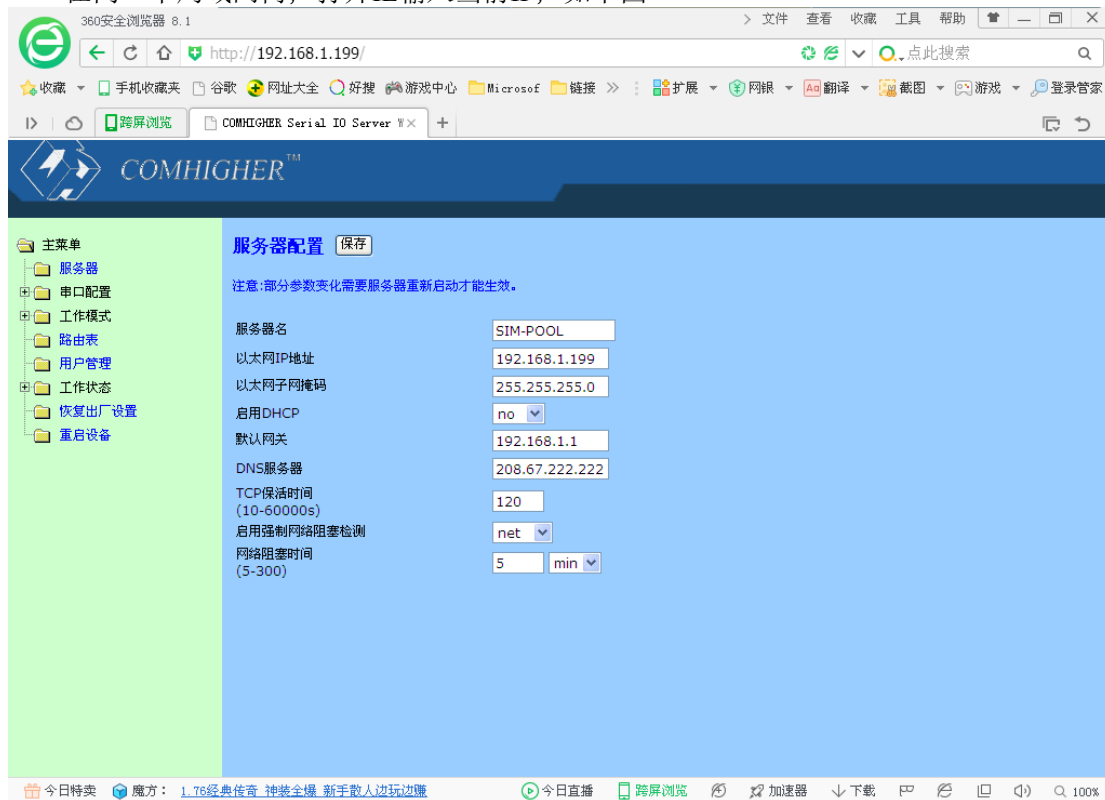 360安全浏览器 8.1
文件 查看 收藏 工具 帮助
http://192.168.1.199/
点此搜索
收藏 手机收藏夹 谷歌 网址大全 好搜 游戏中心 Microsof 链接 扩展 网银 翻译 截图 游戏 登录管家
跨屏浏览 COMHIGHER Serial IO Server W
COMHIGHER™
主菜单
服务器
串口配置
工作模式
路由表
用户管理
工作状态
恢复出厂设置
重启设备
服务器配置 保存
注意:部分参数变化需要服务器重新启动才能生效。
服务器名 SIM-POOL
以太网IP地址 192.168.1.199
以太网子网掩码 255.255.255.0
启用DHCP no
默认网关 192.168.1.1
DNS服务器 208.67.222.222
TCP保活时间
(10-60000s) 120
启用强制网络阻塞检测 net
网络阻塞时间
(5-300) 5 min
今日特卖 魔方: 1.76经典传奇 神装全爆 新手散人边玩边赚 今日直播 跨屏浏览 加速器 下载 100%